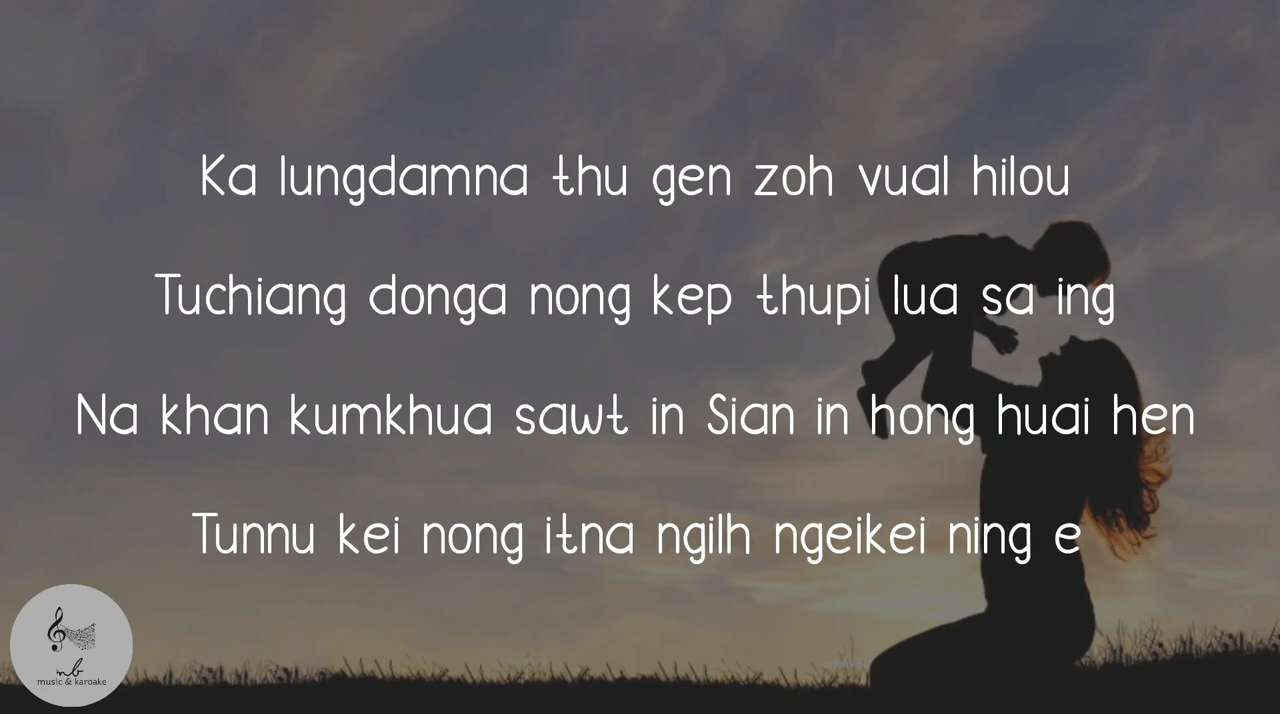 Ka lungdamna thu gen zoh vual hilou
Tuchiang donga nong kep thupi lua sa ing
Na khan kumkhua sawt in Sian in hong huai hen
Tunnu kei nong itna ngilh ngeikei ning e
nb
music & karoake